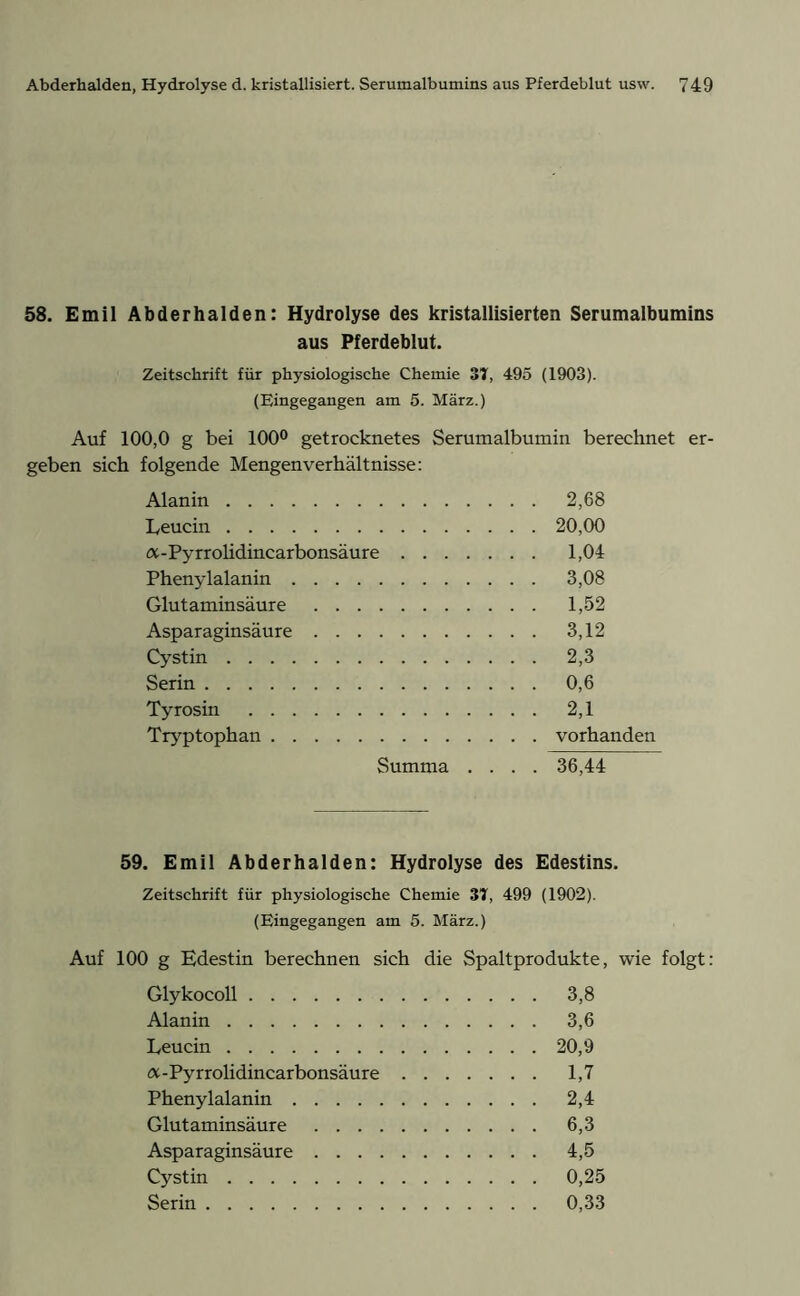 Abderhalden, Hydrolyse d. kristallisiert. Serumalbumins aus Pferdeblut usw. 749
58. Emil Abderhalden: Hydrolyse des kristallisierten Serumalbumins
aus Pferdeblut.
Zeitschrift für physiologische Chemie 37, 495 (1903).
(Eingegangen am 5. März.)
Auf 100,0 g bei 100⁰ getrocknetes Serumalbumin berechnet er-
geben sich folgende Mengenverhältnisse:
Alanin . . . . . . . . . . . . . . . 2,68
Leucin . . . . . . . . . . . . . . . 20,00
α-Pyrrolidincarbonsäure . . . . . . . 1,04
Phenylalanin . . . . . . . . . . . . 3,08
Glutaminsäure . . . . . . . . . . . 1,52
Asparaginsäure . . . . . . . . . . . 3,12
Cystin . . . . . . . . . . . . . . . 2,3
Serin . . . . . . . . . . . . . . . . 0,6
Tyrosin . . . . . . . . . . . . . . 2,1
Tryptophan . . . . . . . . . . . . . vorhanden
Summa . . . . 36,44
59. Emil Abderhalden: Hydrolyse des Edestins.
Zeitschrift für physiologische Chemie 37, 499 (1902).
(Eingegangen am 5. März.)
Auf 100 g Edestin berechnen sich die Spaltprodukte, wie folgt:
Glykocoll . . . . . . . . . . . . . . 3,8
Alanin . . . . . . . . . . . . . . . 3,6
Leucin . . . . . . . . . . . . . . . 20,9
α-Pyrrolidincarbonsäure . . . . . . . 1,7
Phenylalanin . . . . . . . . . . . . 2,4
Glutaminsäure . . . . . . . . . . . 6,3
Asparaginsäure . . . . . . . . . . . 4,5
Cystin . . . . . . . . . . . . . . . 0,25
Serin . . . . . . . . . . . . . . . . 0,33